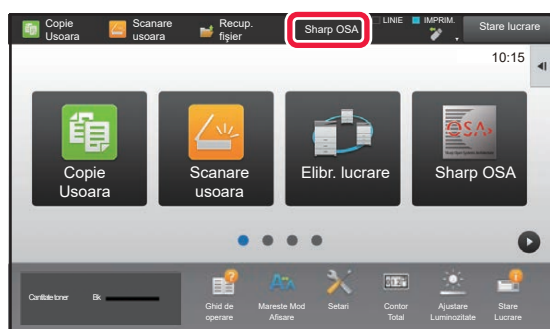 Copie
Usoara
Scanare
usoara
Recup.
fişier
Sharp OSA
LINIE
IMPRIM.
Stare lucrare
10:15
Copie
Usoara
Scanare
usoara
Elibr. lucrare
OSA
Sharp OSA
Cantitate toner
Bk
Ghid de
operare
Mareste Mod
Afisare
Setari
Contor
Total
Ajustare
Luminozitate
Stare
Lucrare